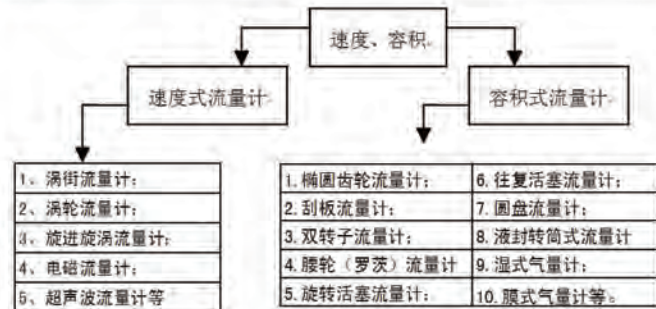 速度、容积
速度式流量计
容积式流量计
1、涡街流量计；
2、涡轮流量计；
3、旋进旋涡流量计；
4、电磁流量计；
5、超声波流量计等
1.椭圆齿轮流量计；
2.刮板流量计；
3.双转子流量计；
4.腰轮（罗茨）流量计
5.旋转活塞流量计；
6.往复活塞流量计；
7.圆盘流量计；
8.液封转筒式流量计
9.湿式气量计；
10.膜式气量计等。